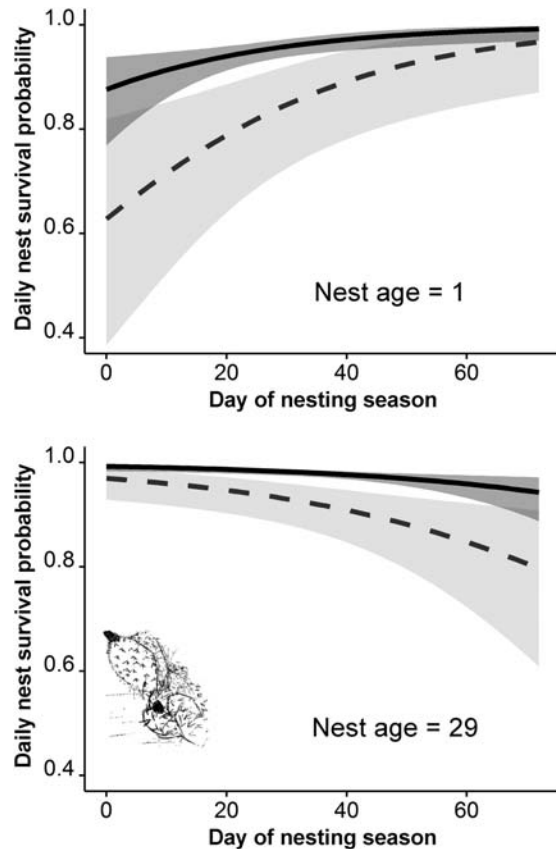 1.0
0.8
0.6
0.4
Daily nest survival probability
Nest age = 1
0 20 40 60
Day of nesting season
1.0
0.8
0.6
0.4
Daily nest survival probability
Nest age = 29
0 20 40 60
Day of nesting season